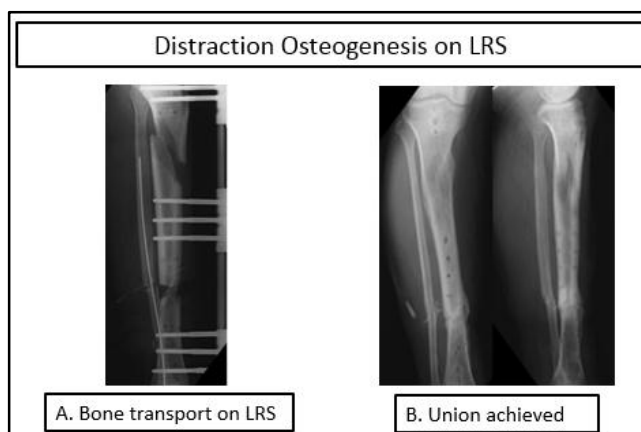 Distraction Osteogenesis on LRS
A. Bone transport on LRS
B. Union achieved